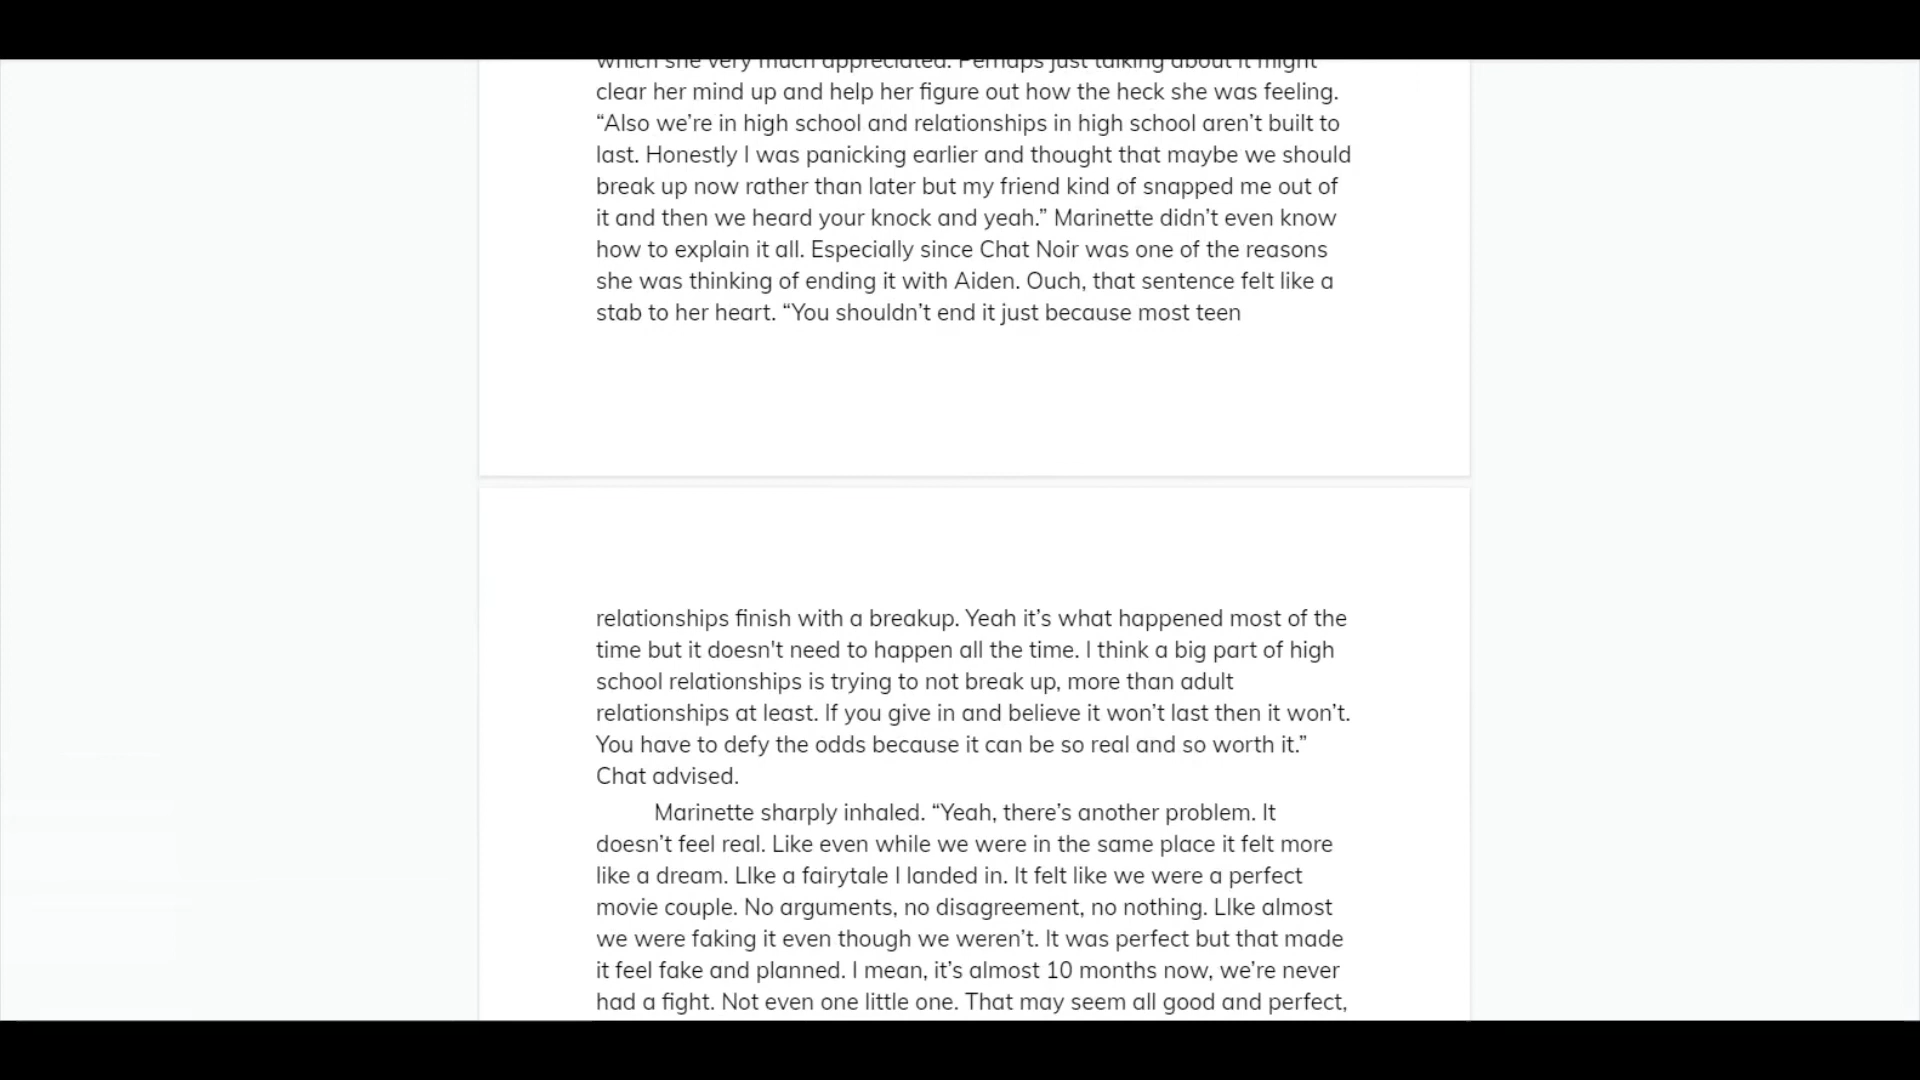 which she very much appreciated. Perhaps just talking about it might
clear her mind up and help her figure out how the heck she was feeling.
“Also we’re in high school and relationships in high school aren’t built to
last. Honestly I was panicking earlier and thought that maybe we should
break up now rather than later but my friend kind of snapped me out of
it and then we heard your knock and yeah.” Marinette didn’t even know
how to explain it all. Especially since Chat Noir was one of the reasons
she was thinking of ending it with Aiden. Ouch, that sentence felt like a
stab to her heart. “You shouldn’t end it just because most teen
relationships finish with a breakup. Yeah it’s what happened most of the
time but it doesn't need to happen all the time. I think a big part of high
school relationships is trying to not break up, more than adult
relationships at least. If you give in and believe it won’t last then it won’t.
You have to defy the odds because it can be so real and so worth it.”
Chat advised.
Marinette sharply inhaled. “Yeah, there’s another problem. It
doesn’t feel real. Like even while we were in the same place it felt more
like a dream. LIke a fairytale I landed in. It felt like we were a perfect
movie couple. No arguments, no disagreement, no nothing. LIke almost
we were faking it even though we weren’t. It was perfect but that made
it feel fake and planned. I mean, it’s almost 10 months now, we’re never
had a fight. Not even one little one. That may seem all good and perfect,